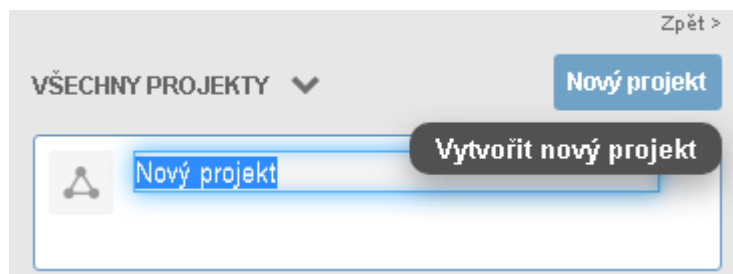 Zpět >
VŠECHNY PROJEKTY
Nový projekt
Vytvořit nový projekt
Nový projekt